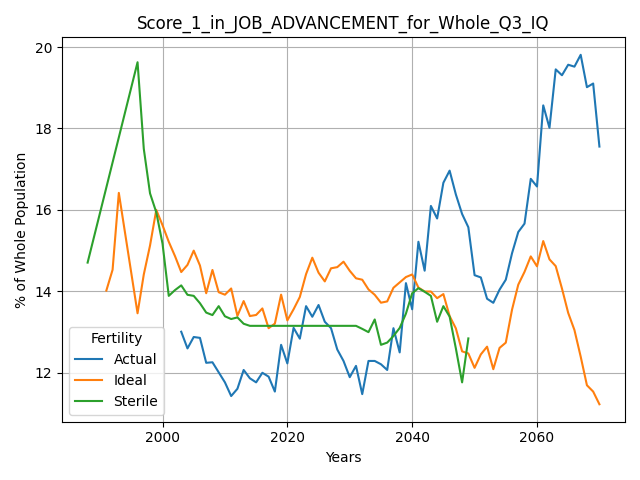 Score_1_in_JOB_ADVANCEMENT_for_Whole_Q3_IQ
% of Whole Population
20
18
16
14
12
Fertility
Actual
Ideal
Sterile
2000
2020
2040
2060
Years